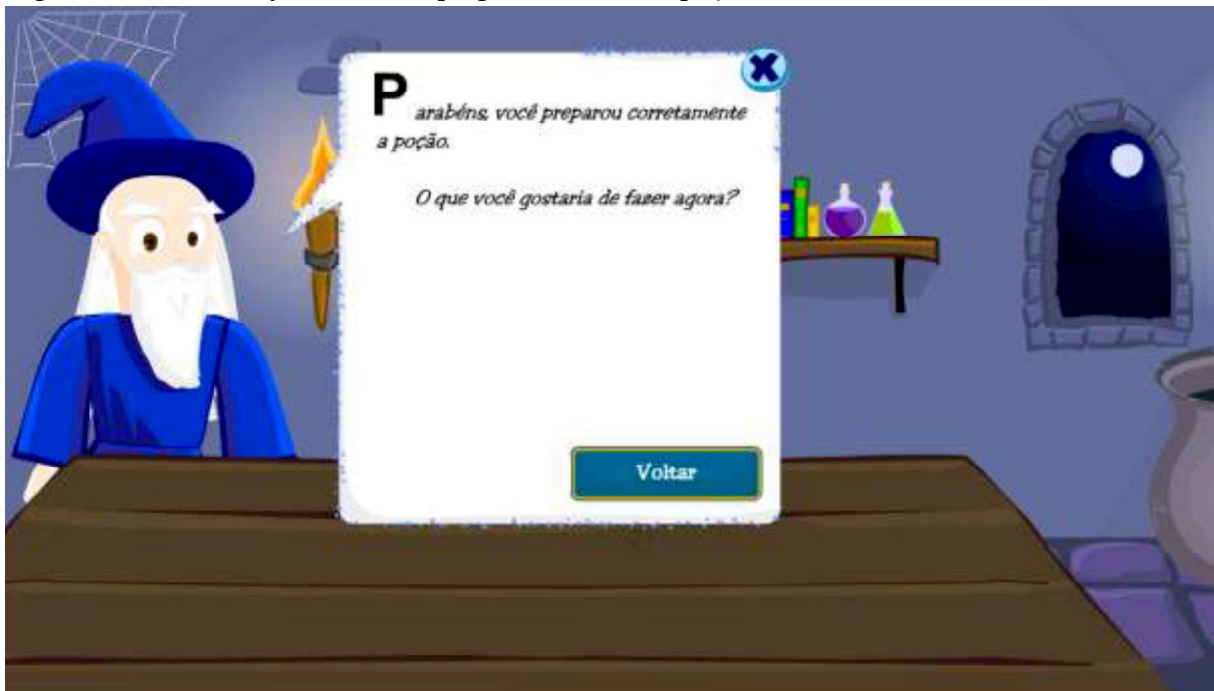 Parabéns, você preparou corretamente
a poção.
O que você gostaria de fazer agora?
Voltar